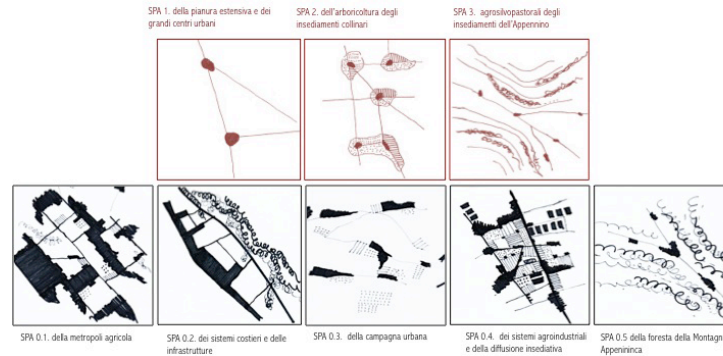 SPA 1. della pianura estensiva e dei
grandi centri urbani
SPA 2. dell'arboricoltura degli
insediamenti collinari
SPA 3. agrosilvopastorali degli
insediamenti dell'Appennino
SPA 0.1. della metropoli agricola
SPA 0.2. dei sistemi costieri e delle
infrastrutture
SPA 0.3. della campagna urbana
SPA 0.4. dei sistemi agroindustriali
e della diffusione insediativa
SPA 0.5 della foresta della Montagna
Appeninica